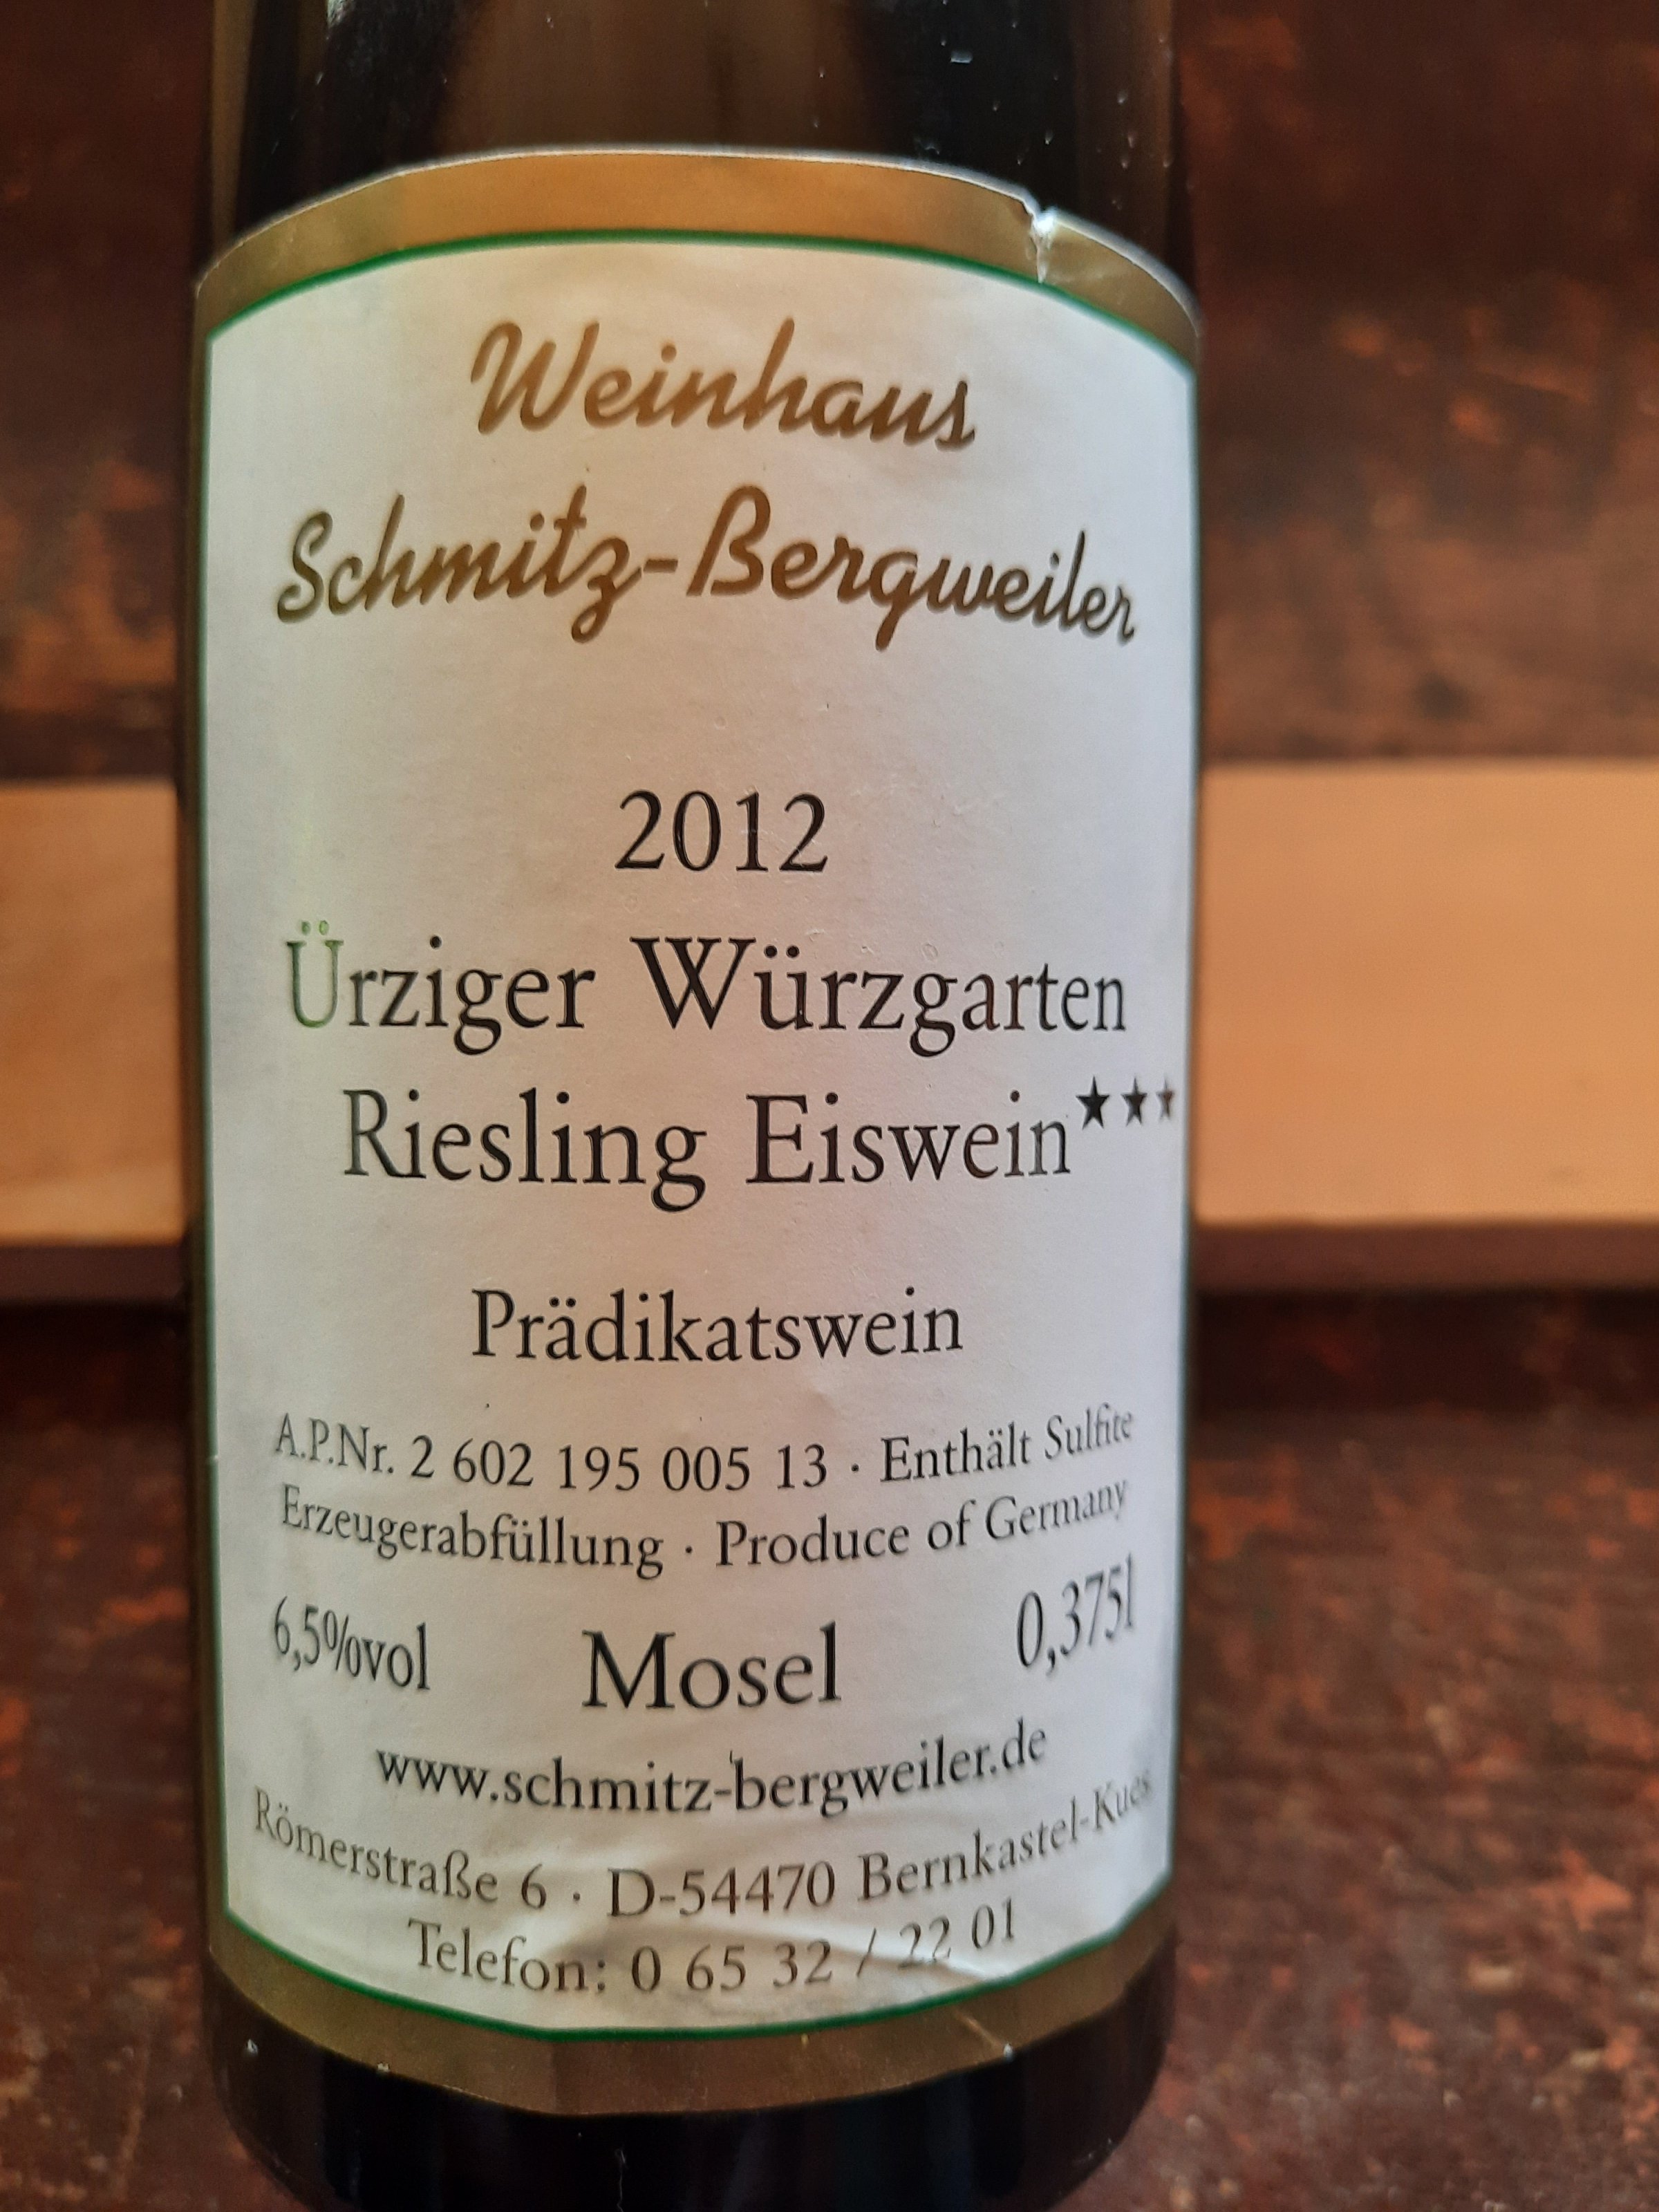 Weinhaus
Schmitz-Bergweiler
2012
Ürziger Würzgarten
Riesling Eiswein★★★
Prädikatswein
A.P.Nr. 2 602 195 005 13 · Enthält Sulfite
Erzeugerabfüllung · Produce of Germany
6,5%vol Mosel 0,375l
www.schmitz-bergweiler.de
Römerstraße 6 · D-54470 Bernkastel-Kues
Telefon: 0 65 32 / 22 01